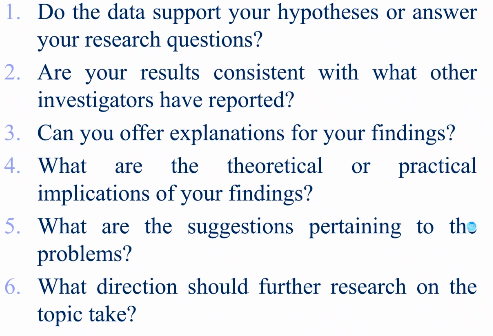 1. Do the data support your hypotheses or answer
your research questions?
2. Are your results consistent with what other
investigators have reported?
3. Can you offer explanations for your findings?
4. What are the theoretical or practical
implications of your findings?
5. What are the suggestions pertaining to the
problems?
6. What direction should further research on the
topic take?